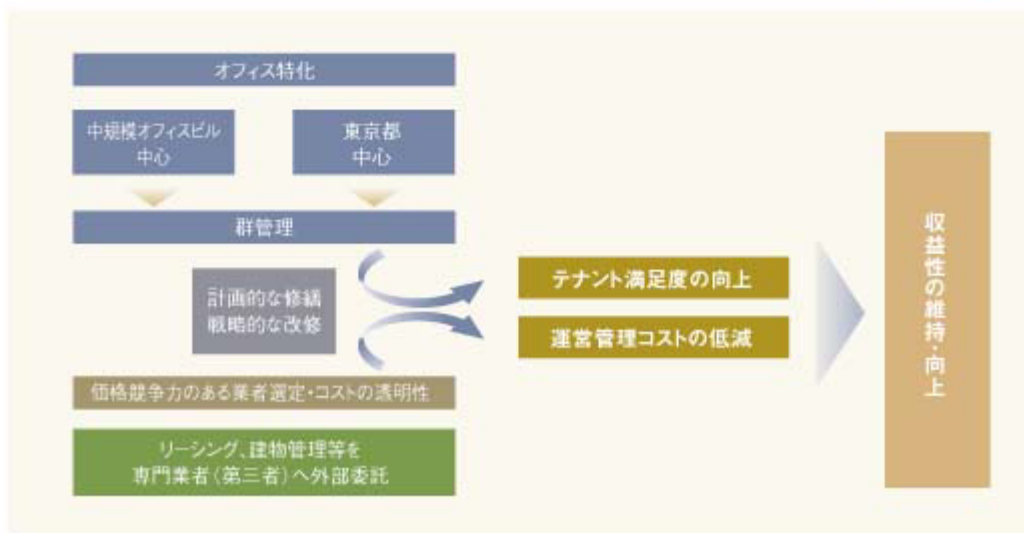 オフィス特化
中規模オフィスビル
中心
東京都
中心
群管理
計画的な修繕
戦略的な改修
価格競争力のある業者選定・コストの透明性
リーシング、建物管理等を
専門業者(第三者)へ外部委託
テナント満足度の向上
運営管理コストの低減
収益性の維持・向上